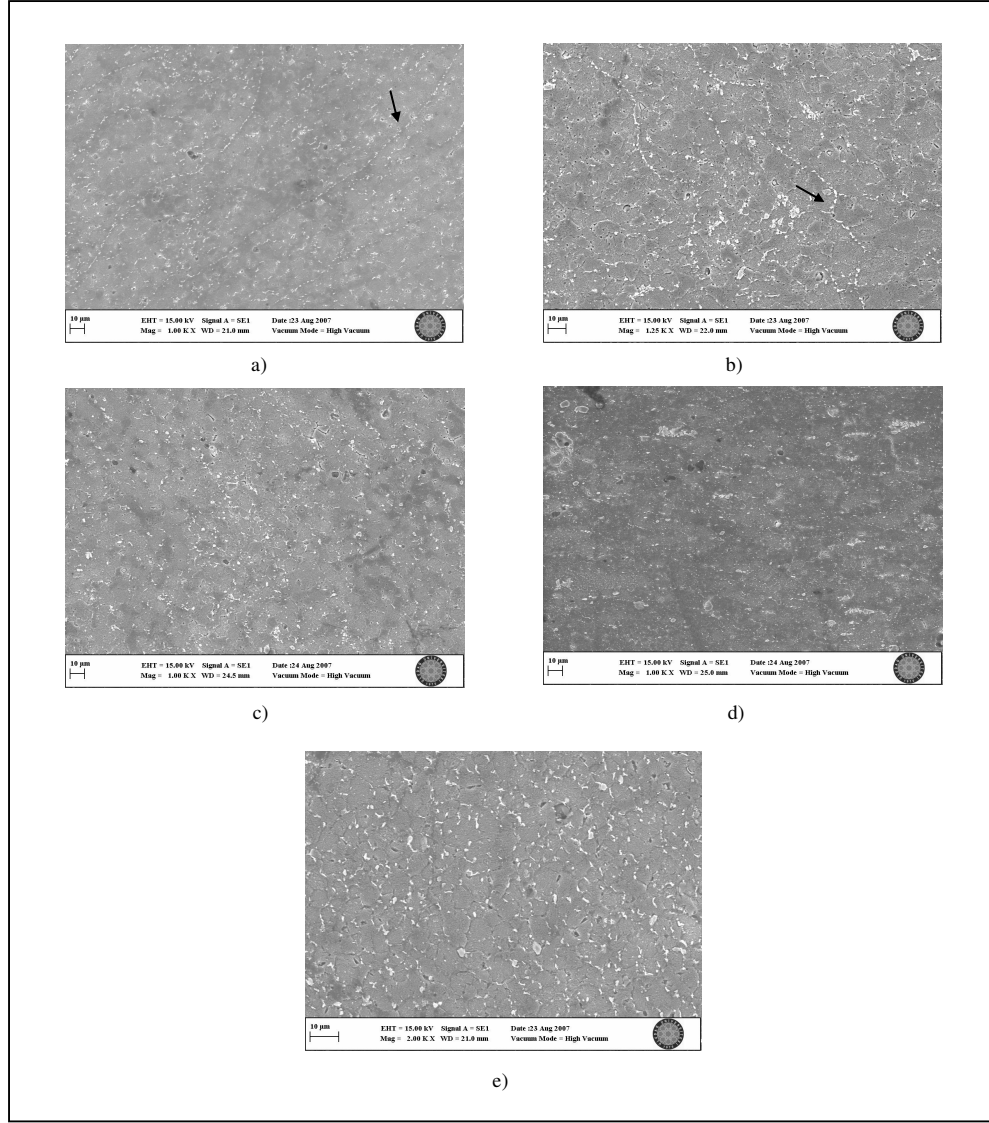 10 µm EHT = 15.00 kV Signal A = SE1 Date :23 Aug 2007
Mag = 1.00 K X WD = 21.0 mm Vacuum Mode = High Vacuum
a)
10 µm EHT = 15.00 kV Signal A = SE1 Date :23 Aug 2007
Mag = 1.25 K X WD = 22.0 mm Vacuum Mode = High Vacuum
b)
10 µm EHT = 15.00 kV Signal A = SE1 Date :24 Aug 2007
Mag = 1.00 K X WD = 24.5 mm Vacuum Mode = High Vacuum
c)
10 µm EHT = 15.00 kV Signal A = SE1 Date :24 Aug 2007
Mag = 1.00 K X WD = 25.0 mm Vacuum Mode = High Vacuum
d)
10 µm EHT = 15.00 kV Signal A = SE1 Date :23 Aug 2007
Mag = 2.00 K X WD = 21.0 mm Vacuum Mode = High Vacuum
e)